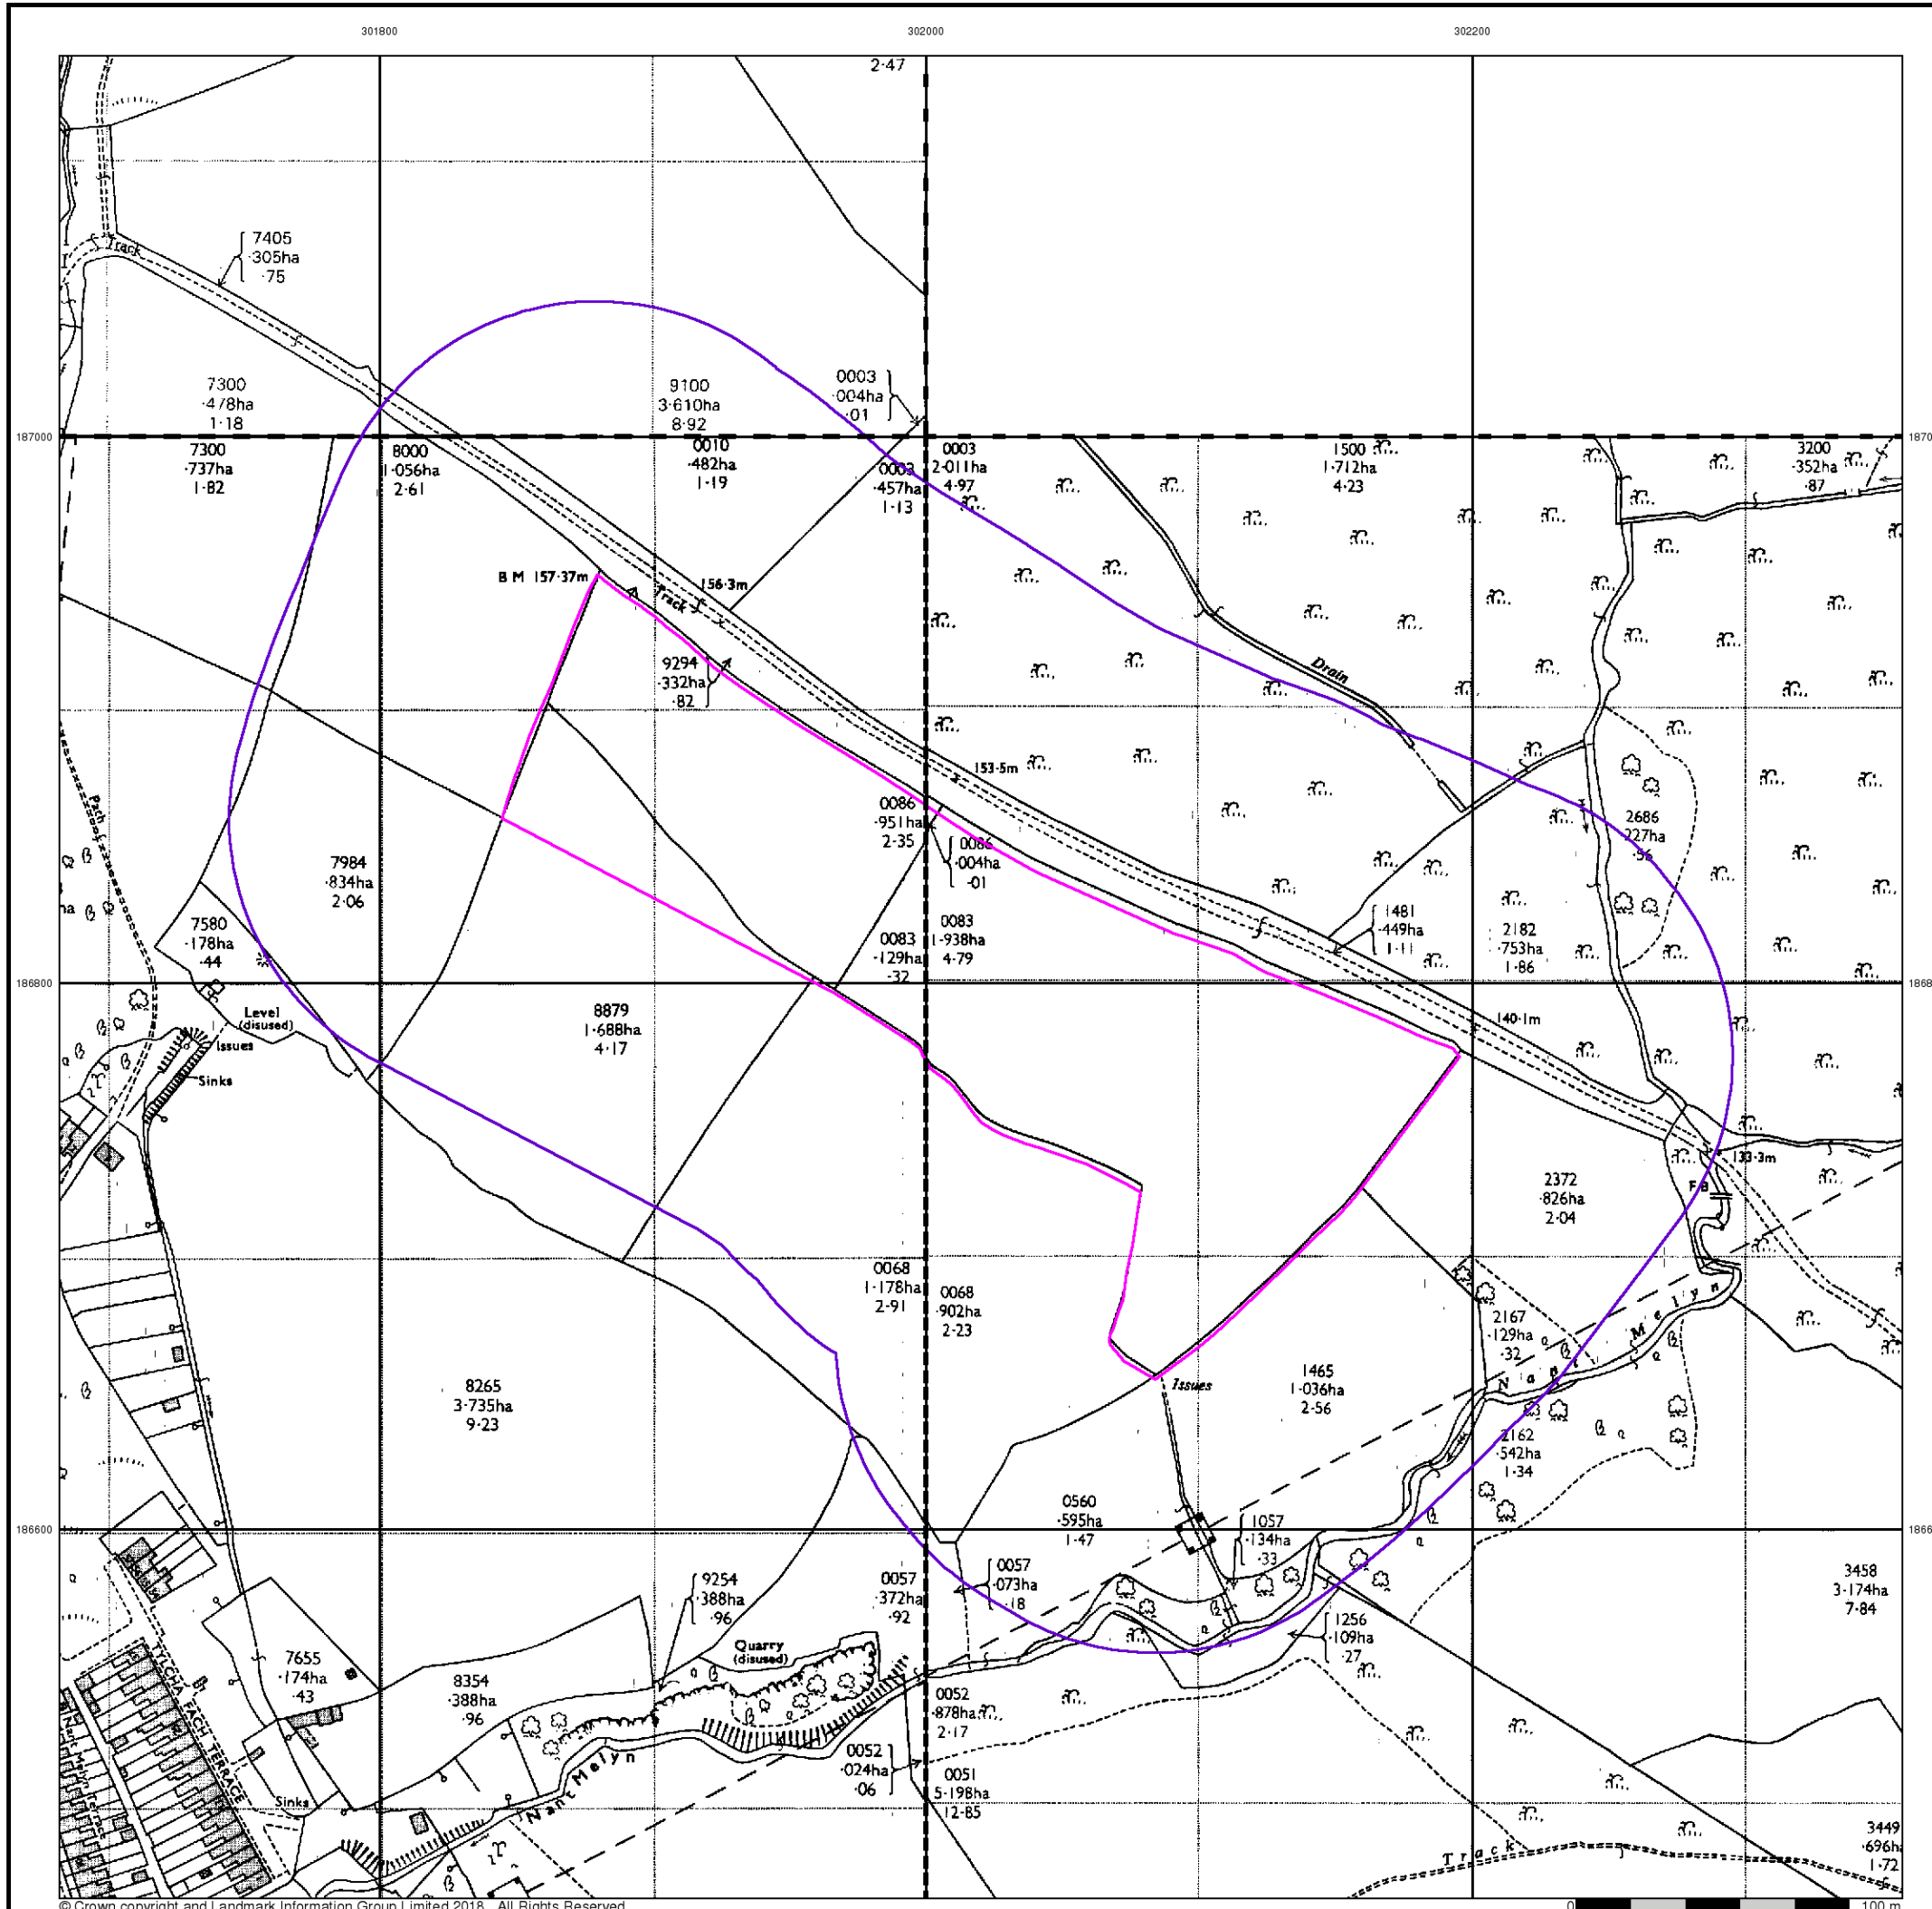 301800
302000
302200
2·47
7405
·305ha
·75
Track
7300
·478ha
1·18
9100
3·610ha
8·92
0003
·004ha
·01
187000
7300
·737ha
1·82
8000
1·056ha
2·61
0010
·482ha
1·19
0003
·457ha
1·13
0003
2·011ha
4·97
1500
1·712ha
4·23
3200
·352ha
·87
1870
B M 157·37m
156·3m
Track
9294
·332ha
·82
Drain
153·5m
Path
0086
·951ha
2·35
0086
·004ha
·01
2686
·227ha
·56
7984
·834ha
2·06
7580
·178ha
·44
0083
·129ha
·32
0083
1·938ha
4·79
1481
·449ha
1·11
2182
·753ha
1·86
186800
1868
Level
(disused)
Issues
Sinks
8879
1·688ha
4·17
140·1m
133·3m
F B
2372
·826ha
2·04
0068
1·178ha
2·91
0068
·902ha
2·23
2167
·129ha
·32
Nant Melyn
Issues
1465
1·036ha
2·56
8265
3·735ha
9·23
2162
·542ha
1·34
186600
1866
0560
·595ha
1·47
1057
·134ha
·33
0057
·372ha
·92
0057
·073ha
·18
9254
·388ha
·96
3458
3·174ha
7·84
1256
·109ha
·27
Quarry
(disused)
7655
·174ha
·43
8354
·388ha
·96
YLCHA FACH TERRACE
Nant Melyn Terrace
Sinks
Nant Melyn
0052
·878ha
2·17
0052
·024ha
·06
0051
5·198ha
12·85
Track
3449
·696ha
1·72
© Crown copyright and Landmark Information Group Limited 2018. All Rights Reserved.
0
100 m